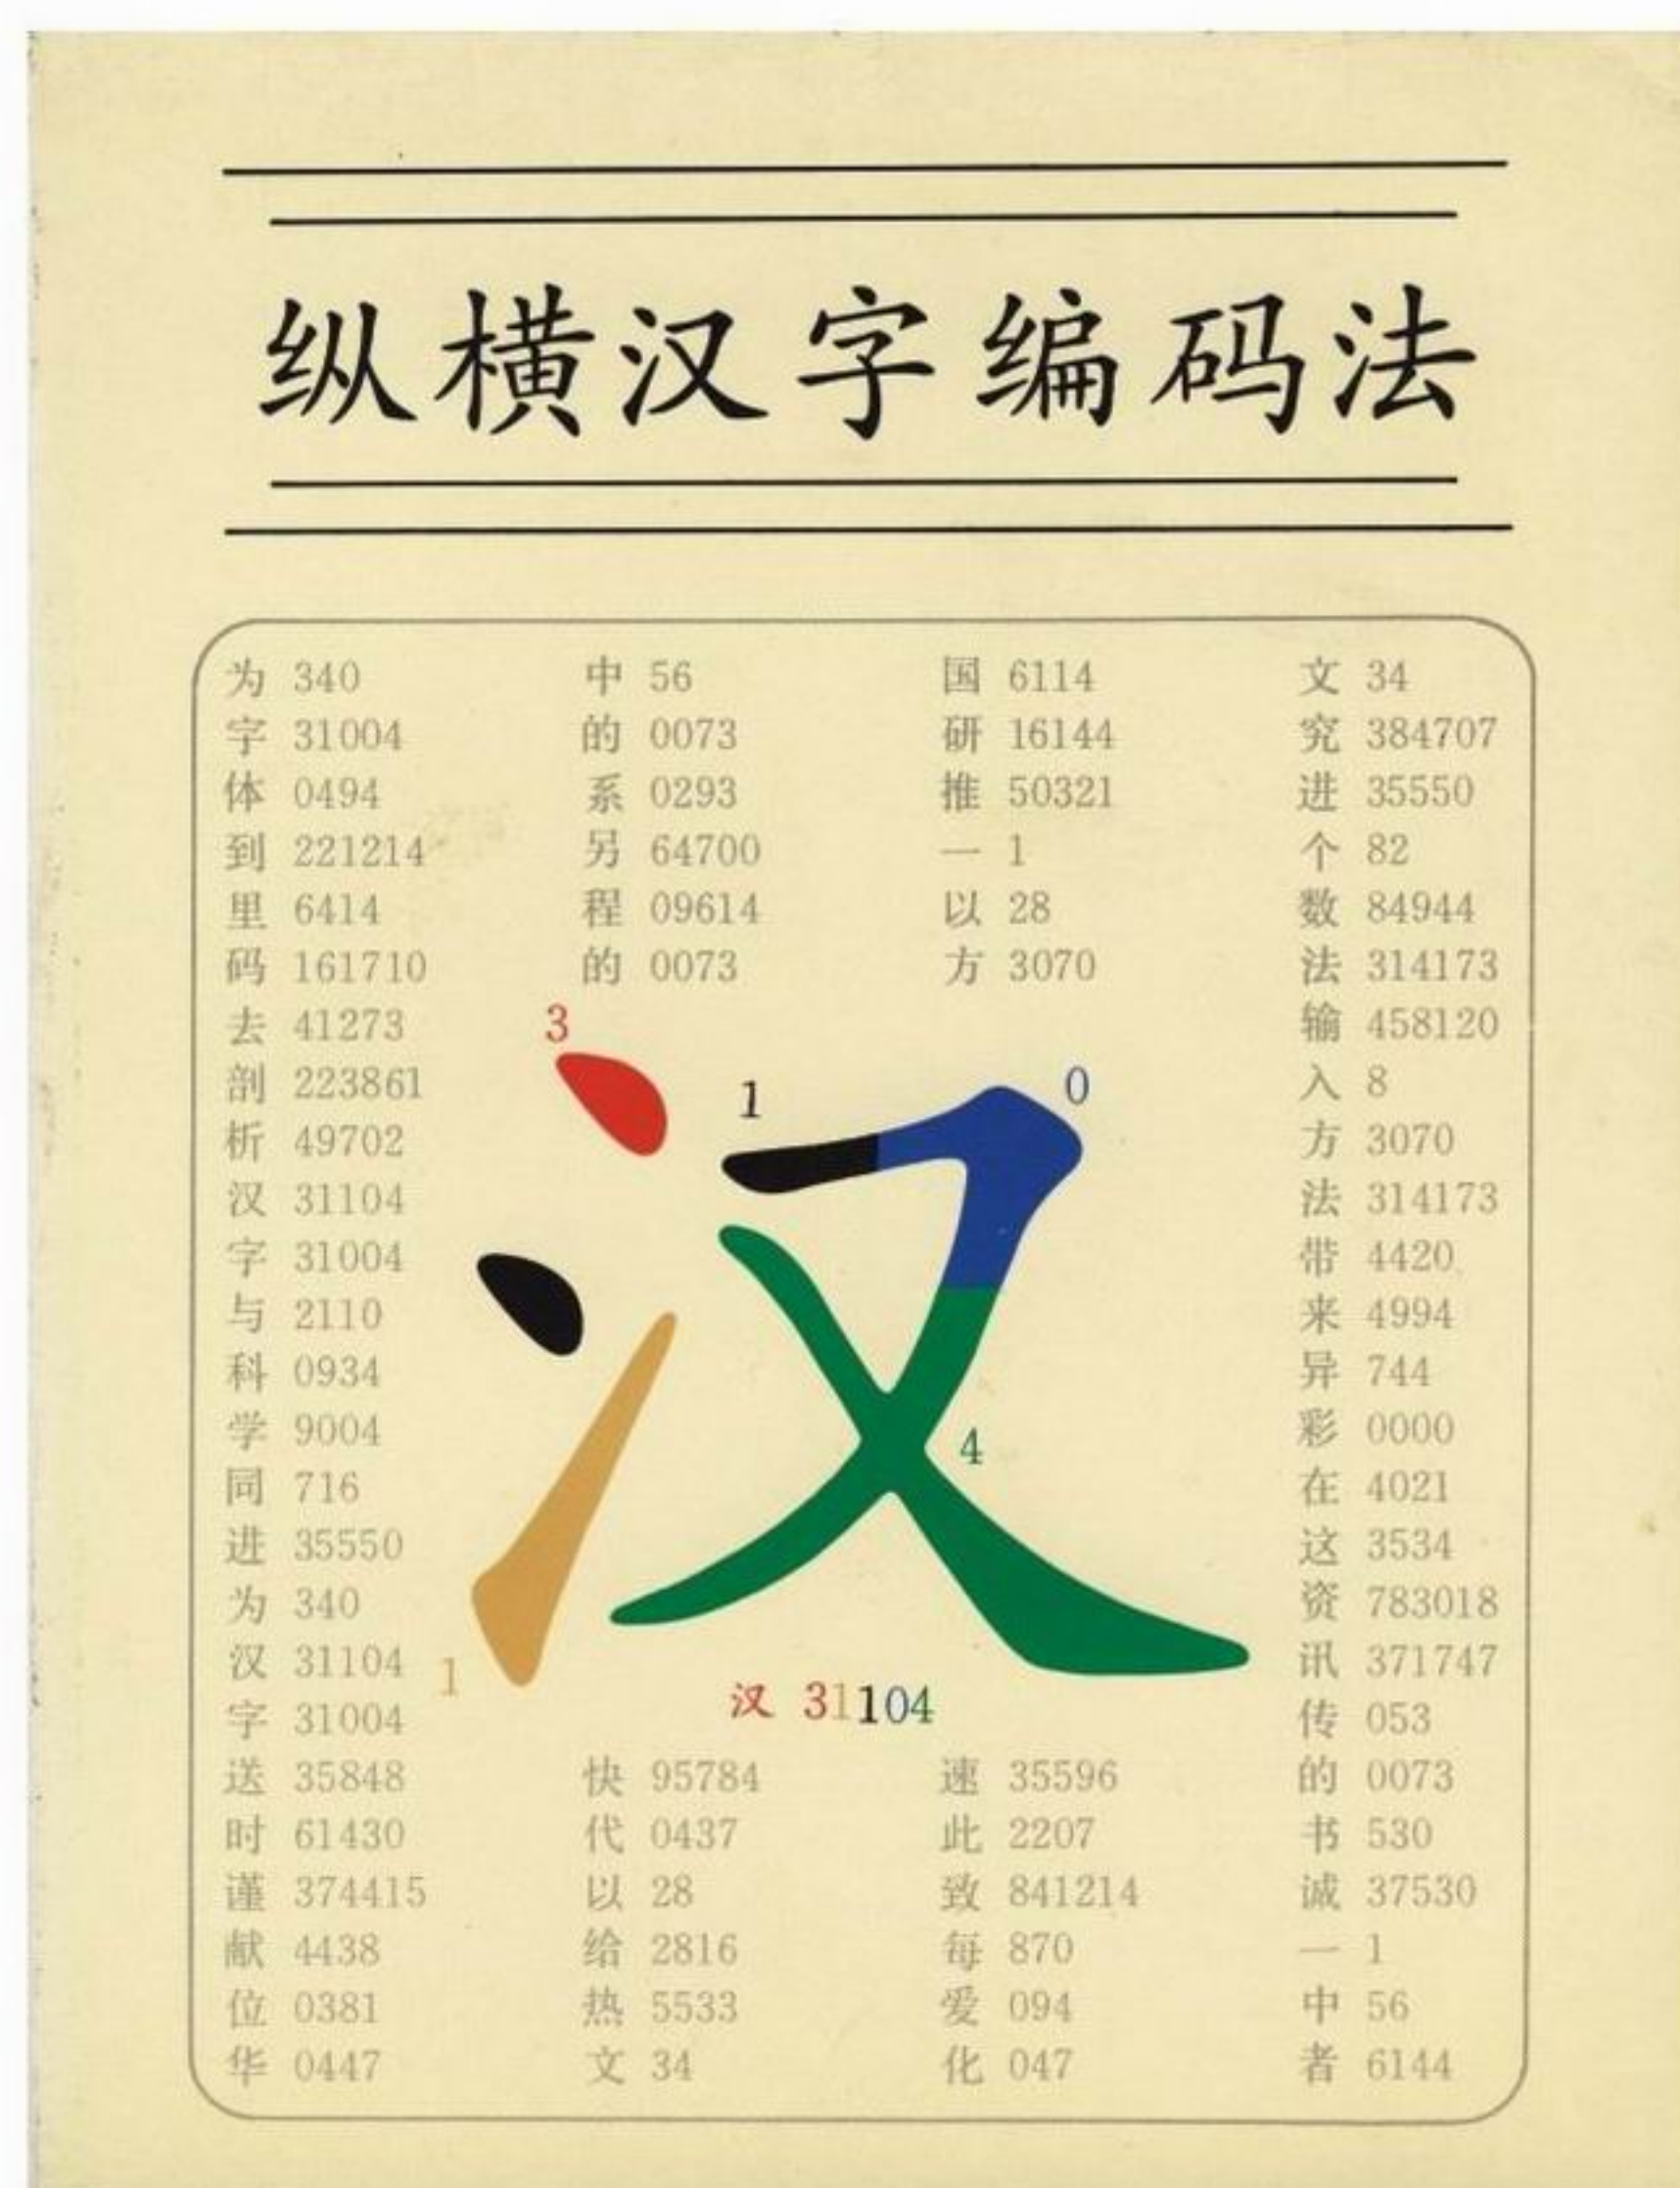 纵横汉字编码法
为 340 中 56 国 6114 文 34
字 31004 的 0073 研 16144 究 384707
体 0494 系 0293 推 50321 进 35550
到 221214 另 64700 一 1 个 82
里 6414 程 09614 以 28 数 84944
码 161710 的 0073 方 3070 法 314173
去 41273 输 458120
3
剖 223861 入 8
1 0
析 49702 方 3070
汉 31104 法 314173
字 31004 带 4420
与 2110 来 4994
科 0934 异 744
学 9004 彩 0000
4
同 716 在 4021
进 35550 这 3534
为 340 资 783018
汉 31104 讯 371747
1
汉 31104
字 31004 传 053
送 35848 快 95784 速 35596 的 0073
时 61430 代 0437 此 2207 书 530
谨 374415 以 28 致 841214 诚 37530
献 4438 给 2816 每 870 一 1
位 0381 热 5533 爱 094 中 56
华 0447 文 34 化 047 者 6144
汉